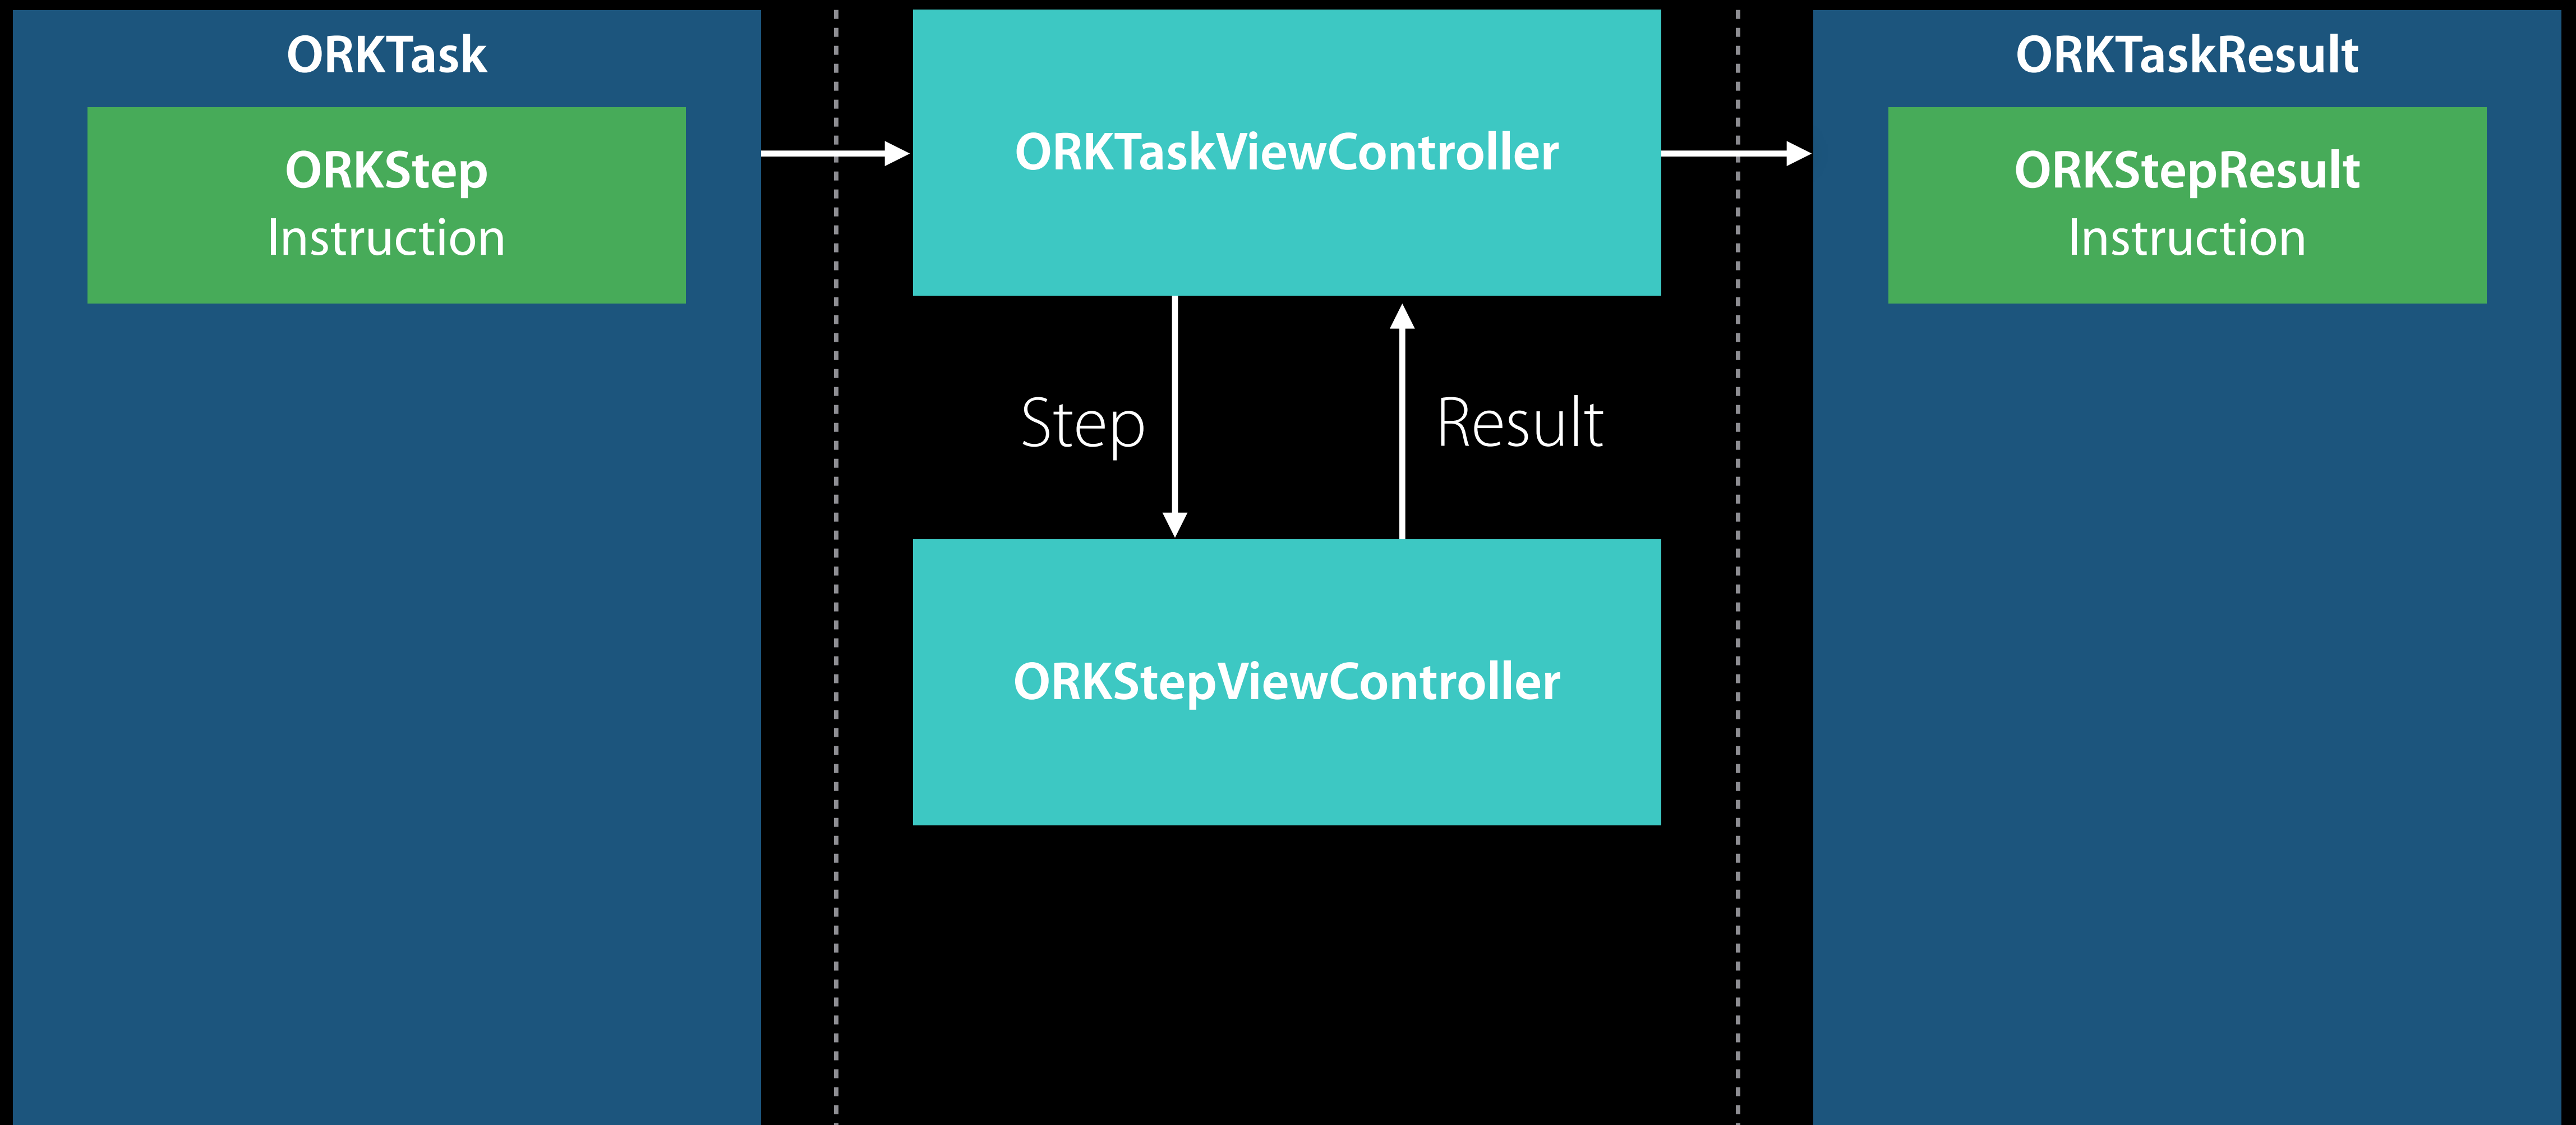 ORKTask
ORKStep
Instruction
ORKTaskViewController
Step
Result
ORKStepViewController
ORKTaskResult
ORKStepResult
Instruction